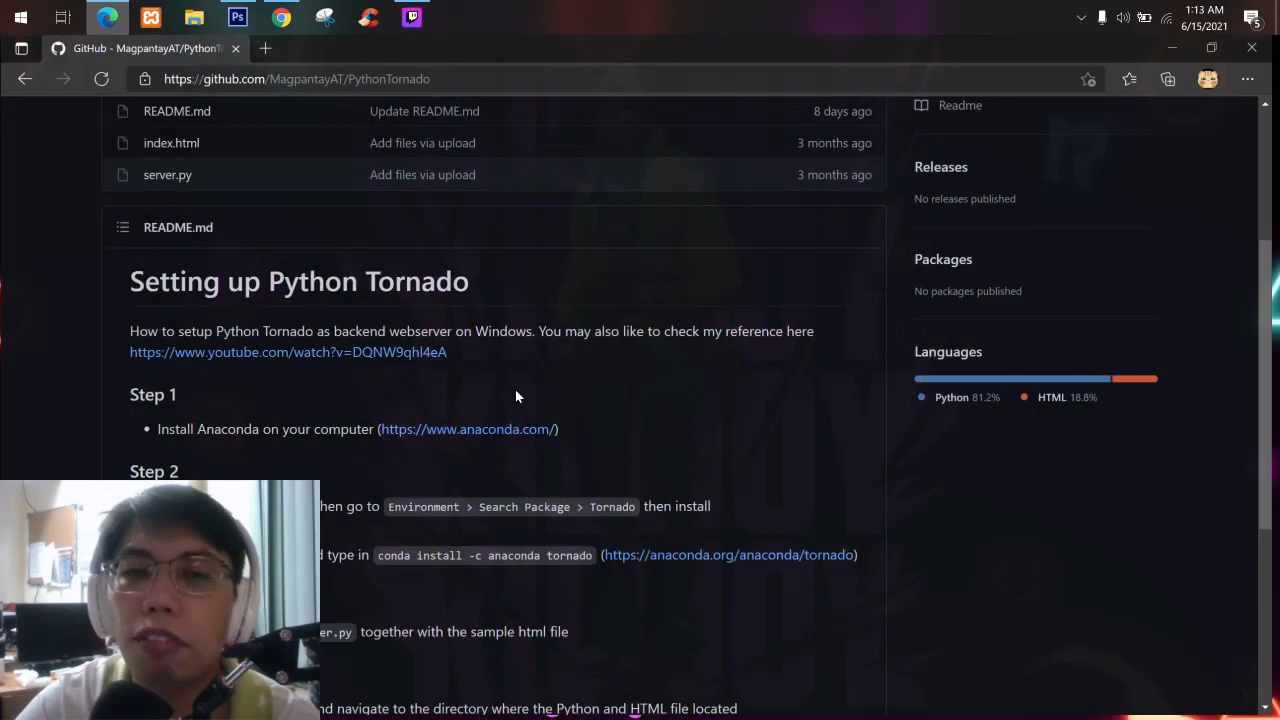 Ps
1:13 AM
6/15/2021
5
GitHub - MagpantayAT/PythonT
https://github.com/MagpantayAT/PythonTornado
README.md Update README.md 8 days ago
index.html Add files via upload 3 months ago
server.py Add files via upload 3 months ago
Readme
Releases
No releases published
Packages
No packages published
Languages
Python 81.2% HTML 18.8%
README.md
Setting up Python Tornado
How to setup Python Tornado as backend webserver on Windows. You may also like to check my reference here
https://www.youtube.com/watch?v=DQNW9qhl4eA
Step 1
Install Anaconda on your computer (https://www.anaconda.com/)
Step 2
hen go to Environment > Search Package > Tornado then install
d type in conda install -c anaconda tornado (https://anaconda.org/anaconda/tornado)
er.py together with the sample html file
nd navigate to the directory where the Python and HTML file located